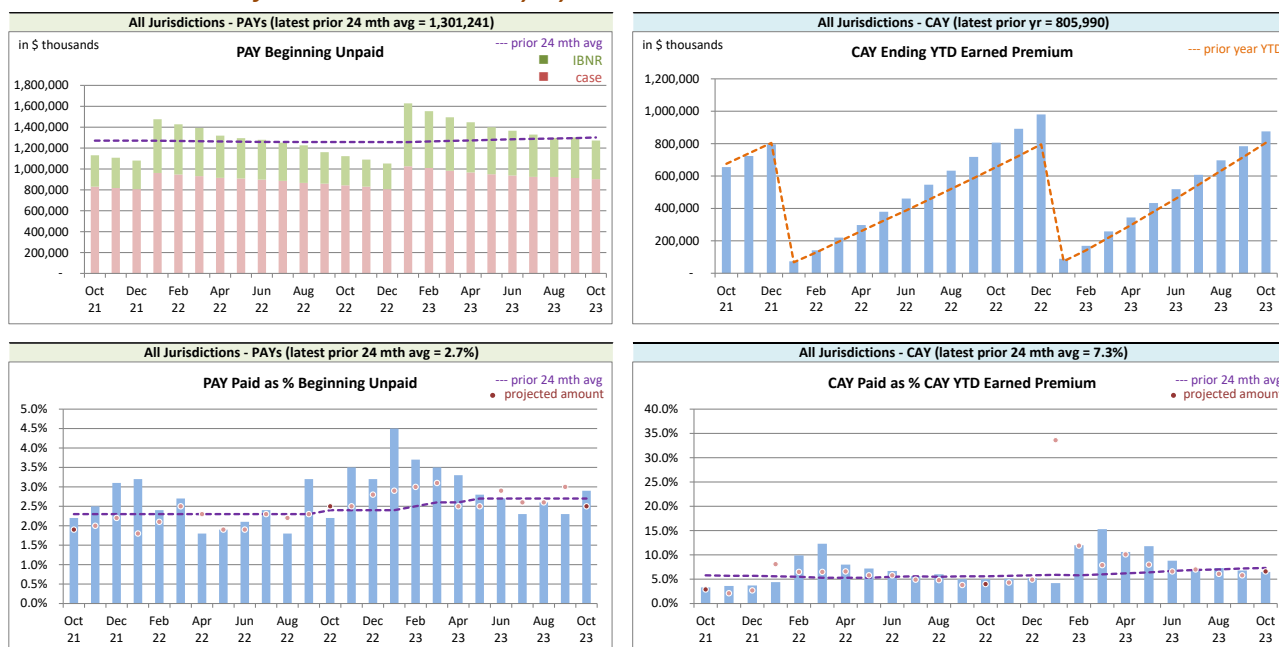 All Jurisdictions - PAYs (latest prior 24 mth avg = 1,301,241)
in $ thousands
PAY Beginning Unpaid
--- prior 24 mth avg
IBNR
case
1,800,000
1,600,000
1,400,000
1,200,000
1,000,000
800,000
600,000
400,000
200,000
-
Oct Dec Feb Apr Jun Aug Oct Dec Feb Apr Jun Aug Oct
21 21 22 22 22 22 22 22 23 23 23 23 23
All Jurisdictions - CAY (latest prior yr = 805,990)
in $ thousands
CAY Ending YTD Earned Premium
--- prior year YTD
1,200,000
1,000,000
800,000
600,000
400,000
200,000
-
Oct Dec Feb Apr Jun Aug Oct Dec Feb Apr Jun Aug Oct
21 21 22 22 22 22 22 22 23 23 23 23 23
All Jurisdictions - PAYs (latest prior 24 mth avg = 2.7%)
PAY Paid as % Beginning Unpaid
--- prior 24 mth avg
projected amount
5.0%
4.5%
4.0%
3.5%
3.0%
2.5%
2.0%
1.5%
1.0%
0.5%
0.0%
Oct Dec Feb Apr Jun Aug Oct Dec Feb Apr Jun Aug Oct
21 21 22 22 22 22 22 22 23 23 23 23 23
All Jurisdictions - CAY (latest prior 24 mth avg = 7.3%)
CAY Paid as % CAY YTD Earned Premium
--- prior 24 mth avg
projected amount
40.0%
35.0%
30.0%
25.0%
20.0%
15.0%
10.0%
5.0%
0.0%
Oct Dec Feb Apr Jun Aug Oct Dec Feb Apr Jun Aug Oct
21 21 22 22 22 22 22 22 23 23 23 23 23